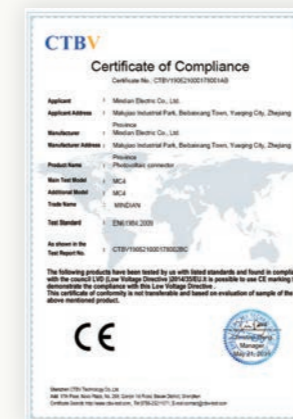 CTBV
Certificate of Compliance
Certificate No.: CTBV190521000178001AB
Applicant : Mindian Electric Co., Ltd.
Applicant Address : Malujiao Industrial Park, Beibaixiang Town, Yueqing City, Zhejiang
Province
Manufacturer : Mindian Electric Co., Ltd.
Manufacturer Address : Malujiao Industrial Park, Beibaixiang Town, Yueqing City, Zhejiang
Province
Product Name : Photovoltaic connector
Main Test Model : MC4
Additional Model : MC4
Trade Name : MINDIAN
Test Standard : EN61984:2009
As shown in the
Test Report No. :
The following products have been tested by us with listed standards and found in compli
with the council LVD (Low Voltage Directive )2014/35/EU.It is possible to use CE marking
demonstrate the compliance with this Low Voltage Directive .
This certificate of conformity is not transferable and based on evaluation of sample of the
above mentioned product.
CE
Manager